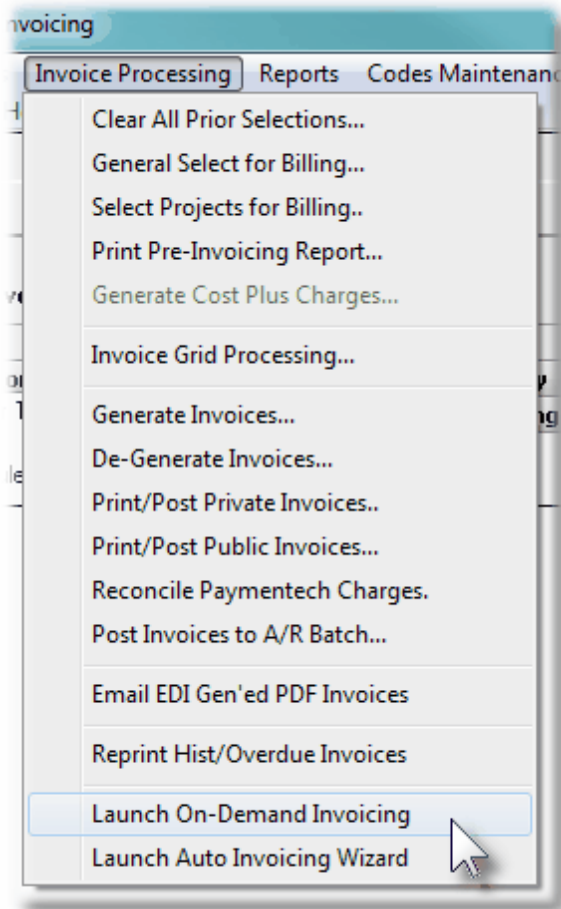 nvoicing
Invoice Processing Reports Codes Maintenanc
Clear All Prior Selections...
General Select for Billing...
Select Projects for Billing..
Print Pre-Invoicing Report...
Generate Cost Plus Charges...
Invoice Grid Processing...
Generate Invoices...
De-Generate Invoices...
Print/Post Private Invoices..
Print/Post Public Invoices...
Reconcile Paymentech Charges.
Post Invoices to A/R Batch...
Email EDI Gen'ed PDF Invoices
Reprint Hist/Overdue Invoices
Launch On-Demand Invoicing
Launch Auto Invoicing Wizard